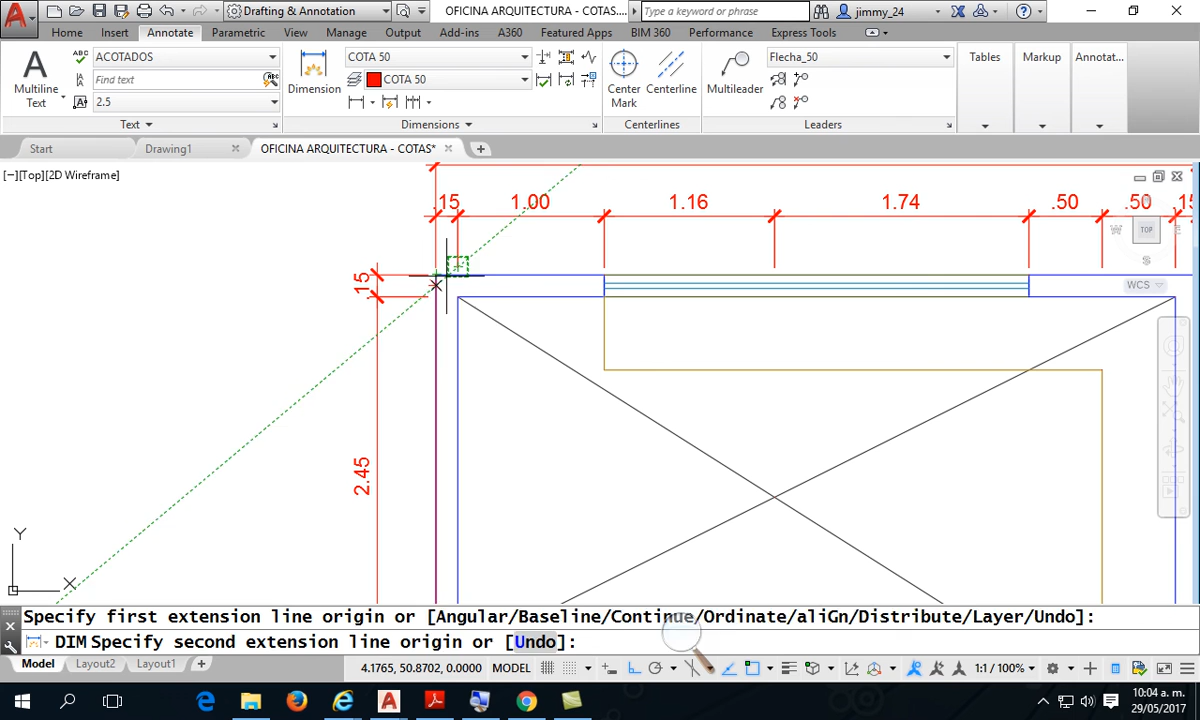 Drafting & Annotation
OFICINA ARQUITECTURA - COTAS....
Type a keyword or phrase
jimmy_24
Home
Insert
Annotate
Parametric
View
Manage
Output
Add-ins
A360
Featured Apps
BIM 360
Performance
Express Tools
A
Multiline
Text
ABC
ACOTADOS
Find text
2.5
Text
Dimension
COTA 50
COTA 50
Dimensions
Center
Mark
Centerline
Centerlines
Multileader
Flecha_50
Leaders
Tables
Markup
Annotat...
Start
Drawing1
OFICINA ARQUITECTURA - COTAS*
[−][Top][2D Wireframe]
.15
1.00
1.16
1.74
.50
.50
.15
TOP
W
S
WCS
.15
2.45
Y
X
Specify first extension line origin or [Angular/Baseline/Continue/Ordinate/aliGn/Distribute/Layer/Undo]:
DIM Specify second extension line origin or [Undo]:
Model
Layout2
Layout1
4.1765, 50.8702, 0.0000
MODEL
1:1 / 100%
10:04 a. m.
29/05/2017